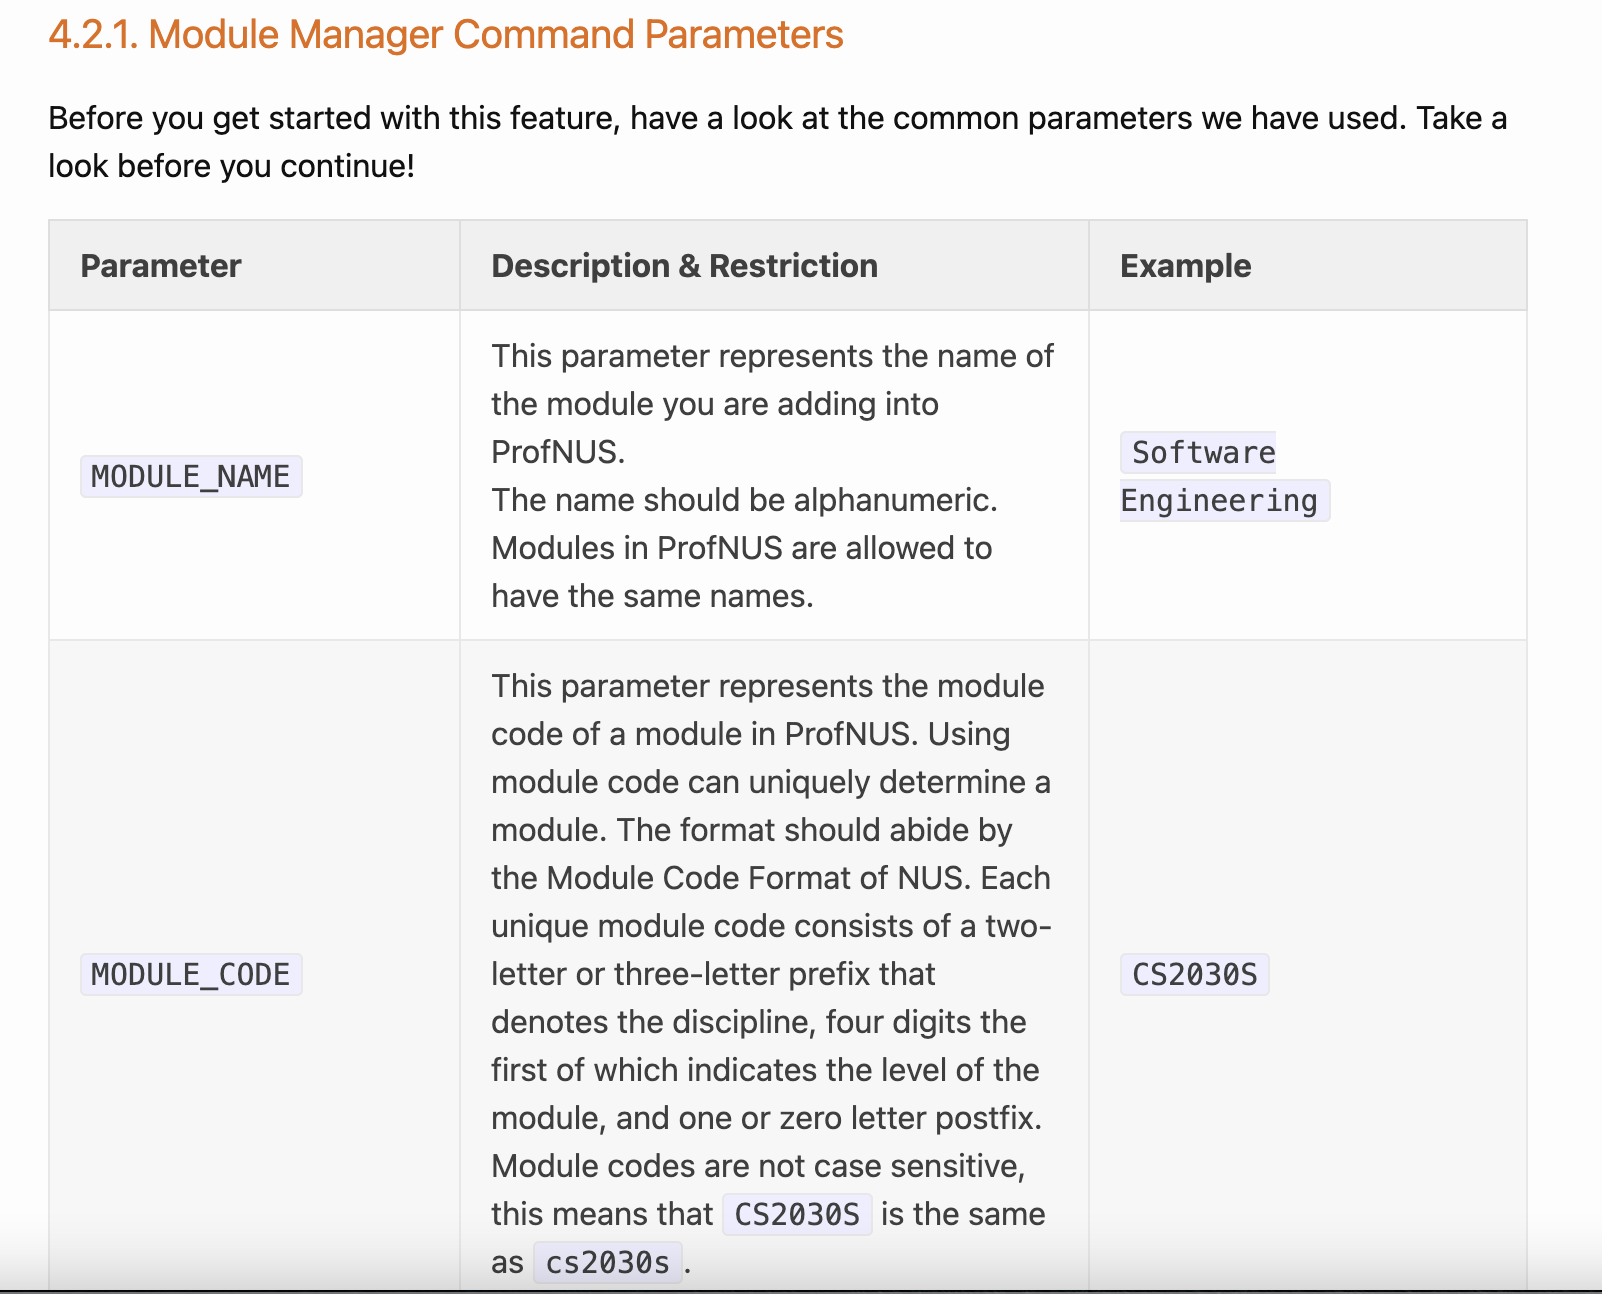 4.2.1. Module Manager Command Parameters
Before you get started with this feature, have a look at the common parameters we have used. Take a
look before you continue!
Parameter
Description & Restriction
Example
MODULE_NAME
This parameter represents the name of
the module you are adding into
ProfNUS.
The name should be alphanumeric.
Modules in ProfNUS are allowed to
have the same names.
Software
Engineering
MODULE_CODE
This parameter represents the module
code of a module in ProfNUS. Using
module code can uniquely determine a
module. The format should abide by
the Module Code Format of NUS. Each
unique module code consists of a two-
letter or three-letter prefix that
denotes the discipline, four digits the
first of which indicates the level of the
module, and one or zero letter postfix.
Module codes are not case sensitive,
this means that CS2030S is the same
as cs2030s.
CS2030S